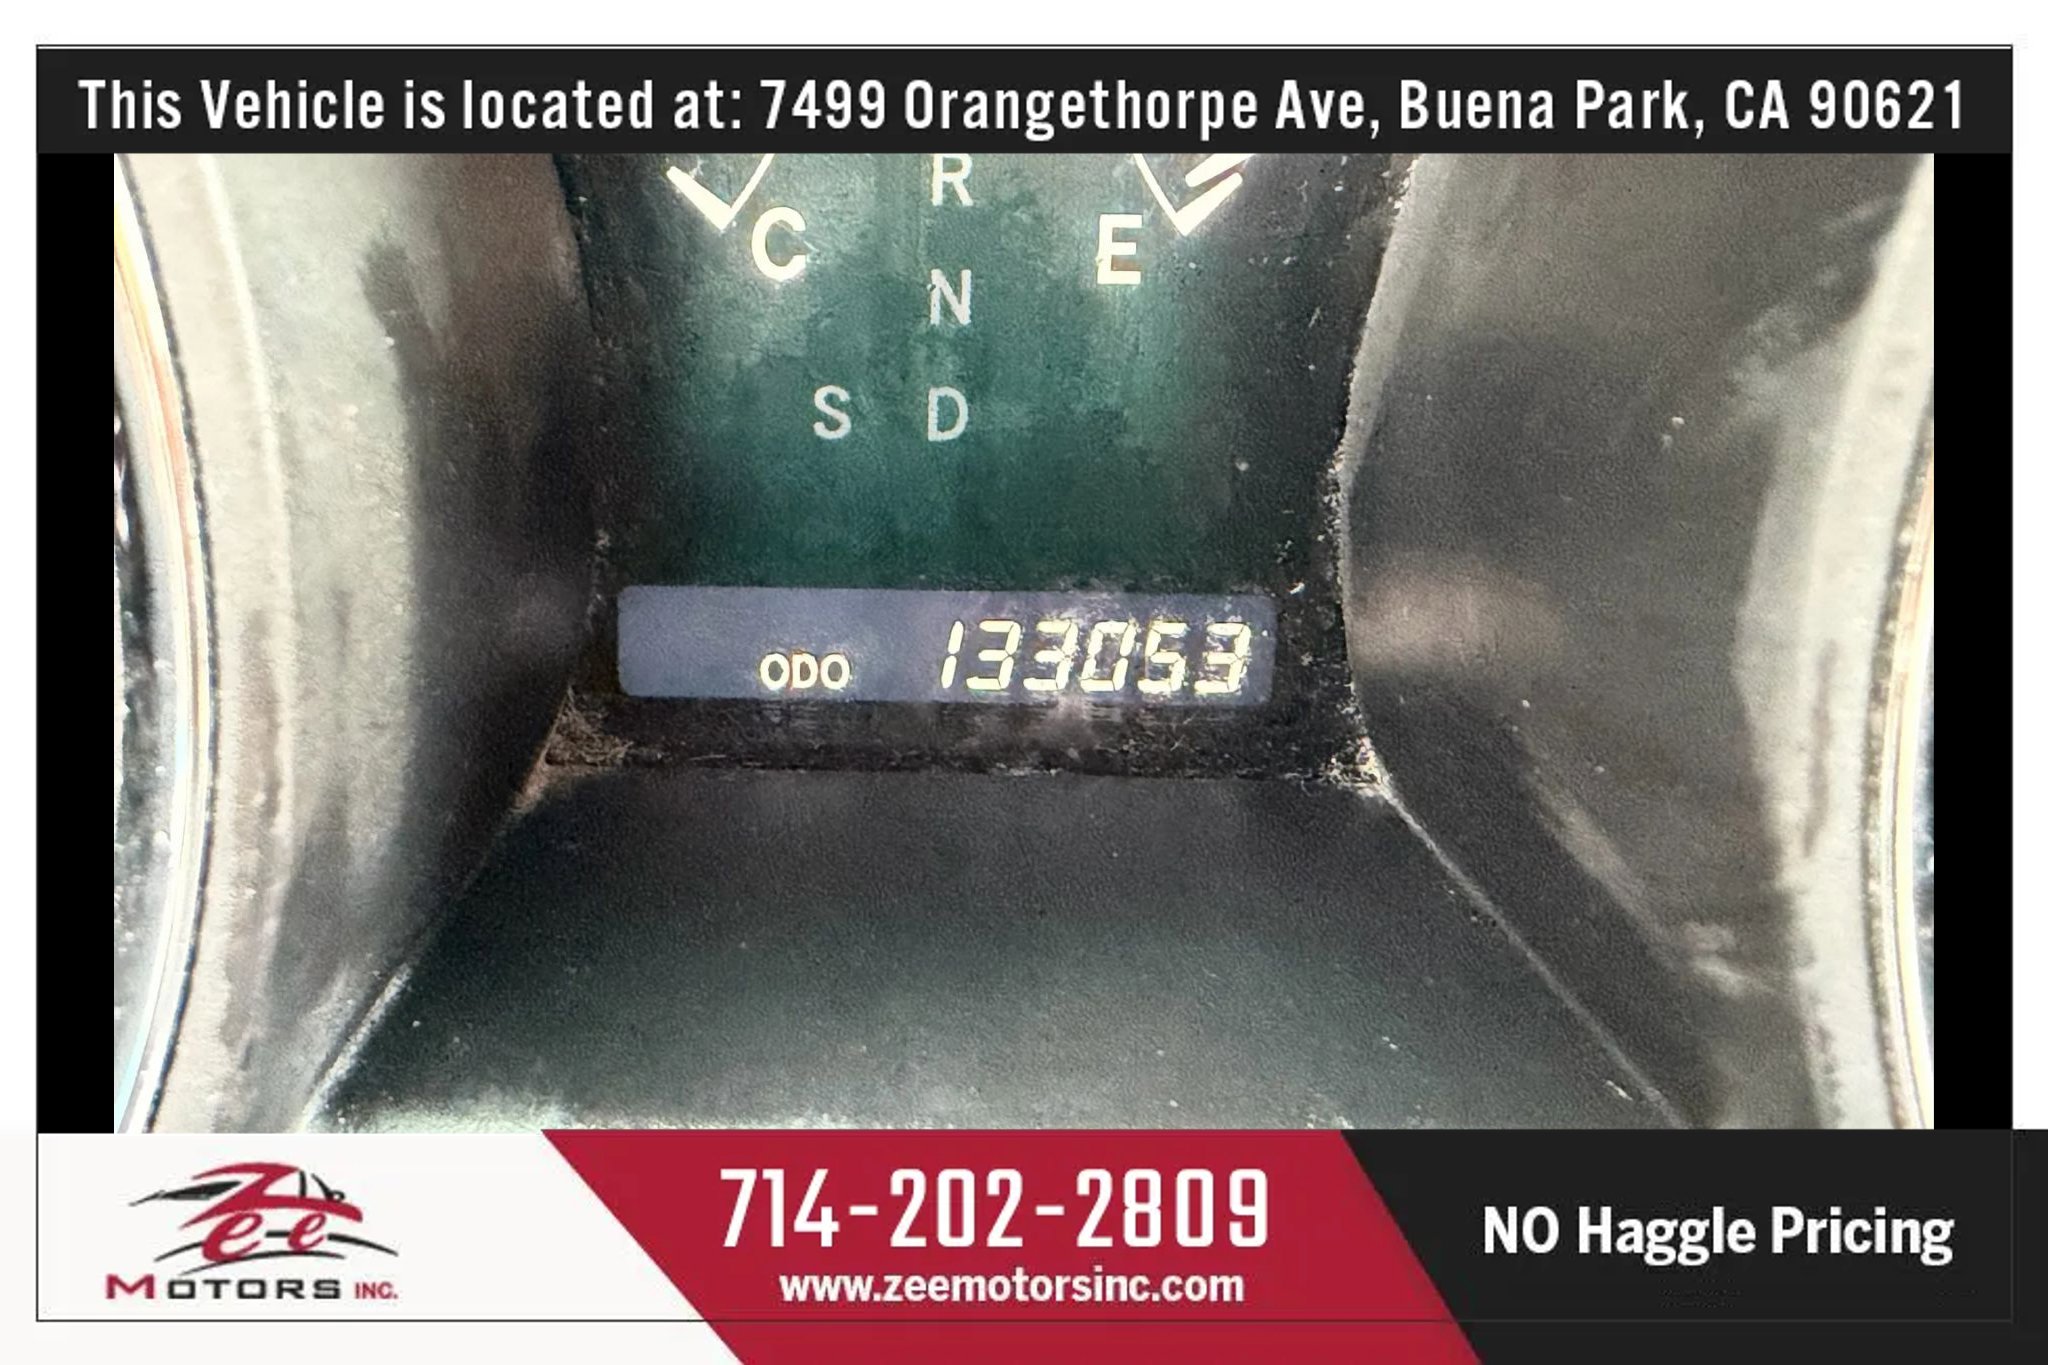 This Vehicle is located at: 7499 Orangethorpe Ave, Buena Park, CA 90621
R
C
E
N
S D
ODO 133053
Zee
MOTORS INC.
714-202-2809
www.zeemotorsinc.com
NO Haggle Pricing